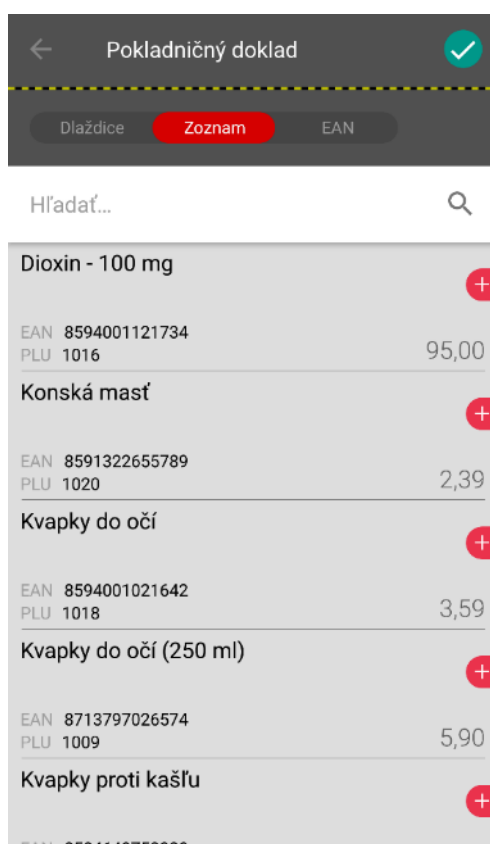 Pokladničný doklad
Dlaždice Zoznam EAN
Hľadať...
Dioxin - 100 mg
EAN 8594001121734
PLU 1016 95,00
Konská masť
EAN 8591322655789
PLU 1020 2,39
Kvapky do očí
EAN 8594001021642
PLU 1018 3,59
Kvapky do očí (250 ml)
EAN 8713797026574
PLU 1009 5,90
Kvapky proti kašľu